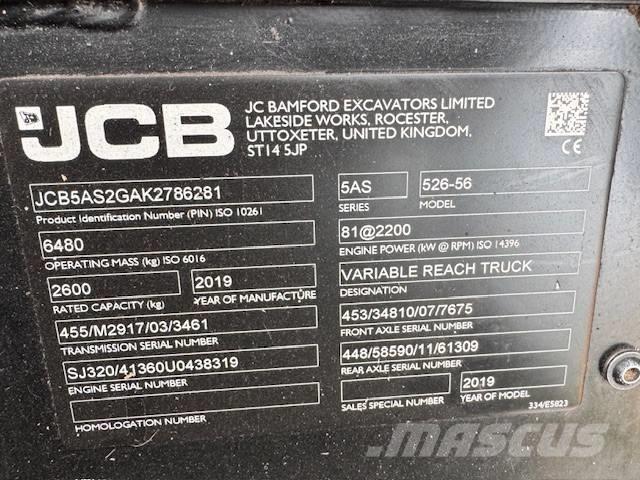 JCB
JC BAMFORD EXCAVATORS LIMITED
LAKESIDE WORKS, ROCESTER,
UTTOXETER, UNITED KINGDOM,
ST14 5JP
CE
JCB5AS2GAK2786281
Product Identification Number (PIN) ISO 10261
5AS
SERIES
526-56
MODEL
6480
OPERATING MASS (kg) ISO 6016
81@2200
ENGINE POWER (kW @ RPM) ISO 14396
2600
RATED CAPACITY (kg)
2019
YEAR OF MANUFACTURE
VARIABLE REACH TRUCK
DESIGNATION
455/M2917/03/3461
TRANSMISSION SERIAL NUMBER
453/34810/07/7675
FRONT AXLE SERIAL NUMBER
SJ320/41360U0438319
ENGINE SERIAL NUMBER
448/58590/11/61309
REAR AXLE SERIAL NUMBER
HOMOLOGATION NUMBER
SALES SPECIAL NUMBER
2019
YEAR OF MODEL
334/E5823
MASCUS